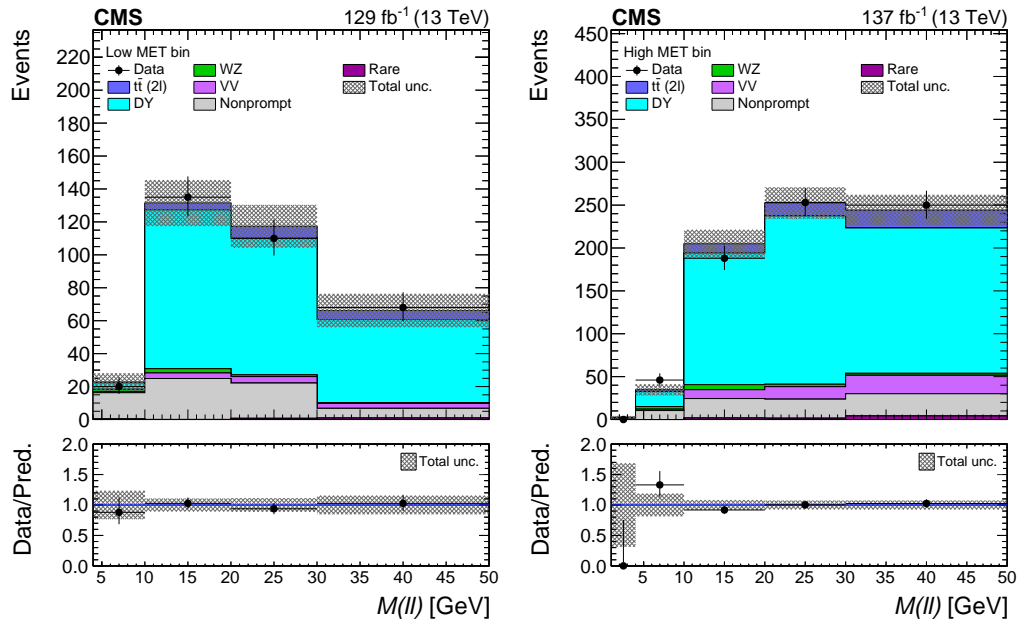 CMS 129 fb⁻¹ (13 TeV)
Events
Low MET bin
Data WZ Rare
tt̄ (2l) VV Total unc.
DY Nonprompt
220
200
180
160
140
120
100
80
60
40
20
0
Data/Pred.
Total unc.
2.0
1.5
1.0
0.5
0.0
5 10 15 20 25 30 35 40 45 50
M(ll) [GeV]
CMS 137 fb⁻¹ (13 TeV)
Events
High MET bin
Data WZ Rare
tt̄ (2l) VV Total unc.
DY Nonprompt
450
400
350
300
250
200
150
100
50
0
Data/Pred.
Total unc.
2.0
1.5
1.0
0.5
0.0
5 10 15 20 25 30 35 40 45 50
M(ll) [GeV]